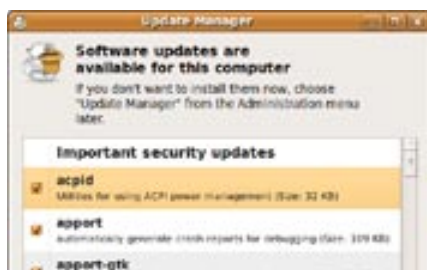 Update Manager
Software updates are
available for this computer
If you don't want to install them now, choose
"Update Manager" from the Administration menu
later.
Important security updates
acpid
Utilities for using ACPI power management (Size: 32 KB)
apport
automatically generate crash reports for debugging (Size: 109 KB)
apport-gtk